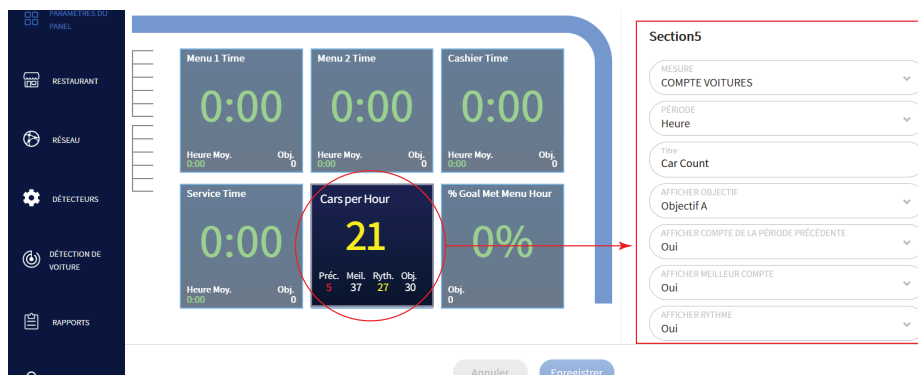 PARAMÈTRES DU
PANEL
RESTAURANT
RÉSEAU
DÉTECTEURS
DÉTECTION DE
VOITURE
RAPPORTS
Menu 1 Time
0:00
Heure Moy. Obj.
0:00 0
Menu 2 Time
0:00
Heure Moy. Obj.
0:00 0
Cashier Time
0:00
Heure Moy. Obj.
0:00 0
Service Time
0:00
Heure Moy. Obj.
0:00 0
Cars per Hour
21
Préc. Meil. Ryth. Obj.
5 37 27 30
% Goal Met Menu Hour
0%
Obj.
0
Annuler Enregistrer
Section5
MESURE
COMPTE VOITURES
PÉRIODE
Heure
Titre
Car Count
AFFICHER OBJECTIF
Objectif A
AFFICHER COMPTE DE LA PÉRIODE PRÉCÉDENTE
Oui
AFFICHER MEILLEUR COMPTE
Oui
AFFICHER RYTHME
Oui